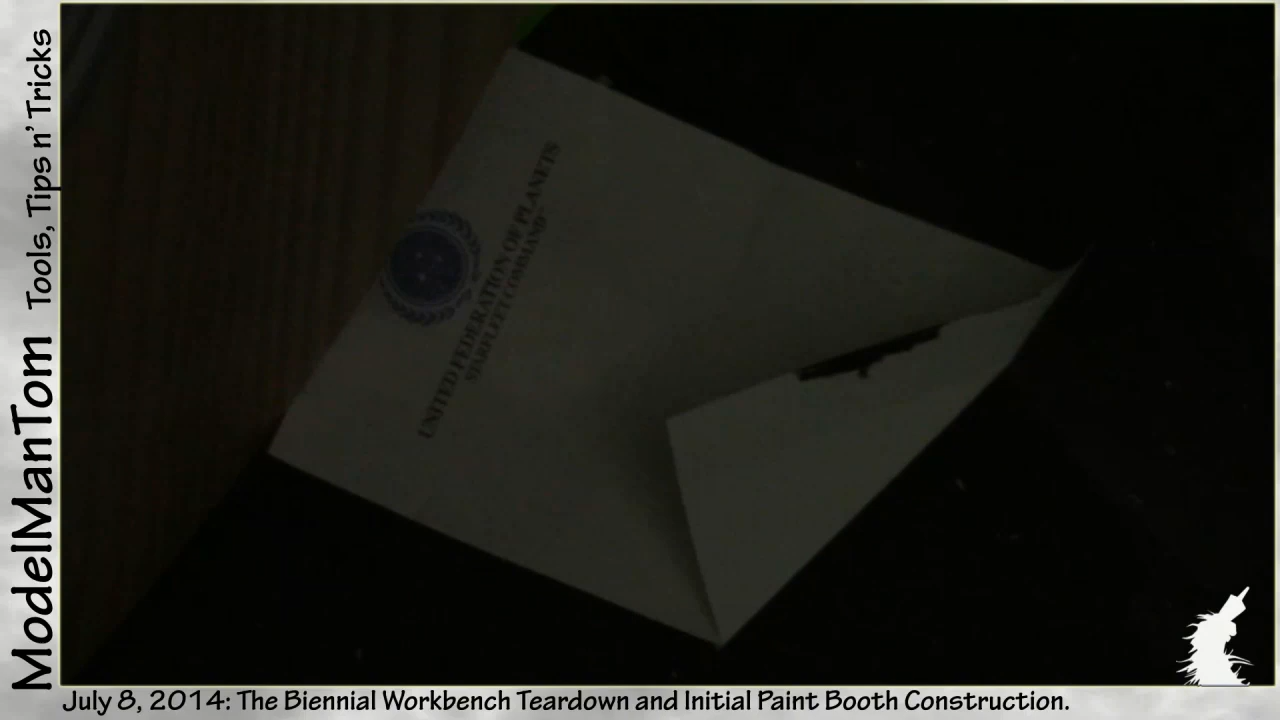 ModelManTom Tools, Tips n' Tricks
UNITED FEDERATION OF PLANETS
STARFLEET COMMAND
July 8, 2014: The Biennial Workbench Teardown and Initial Paint Booth Construction.